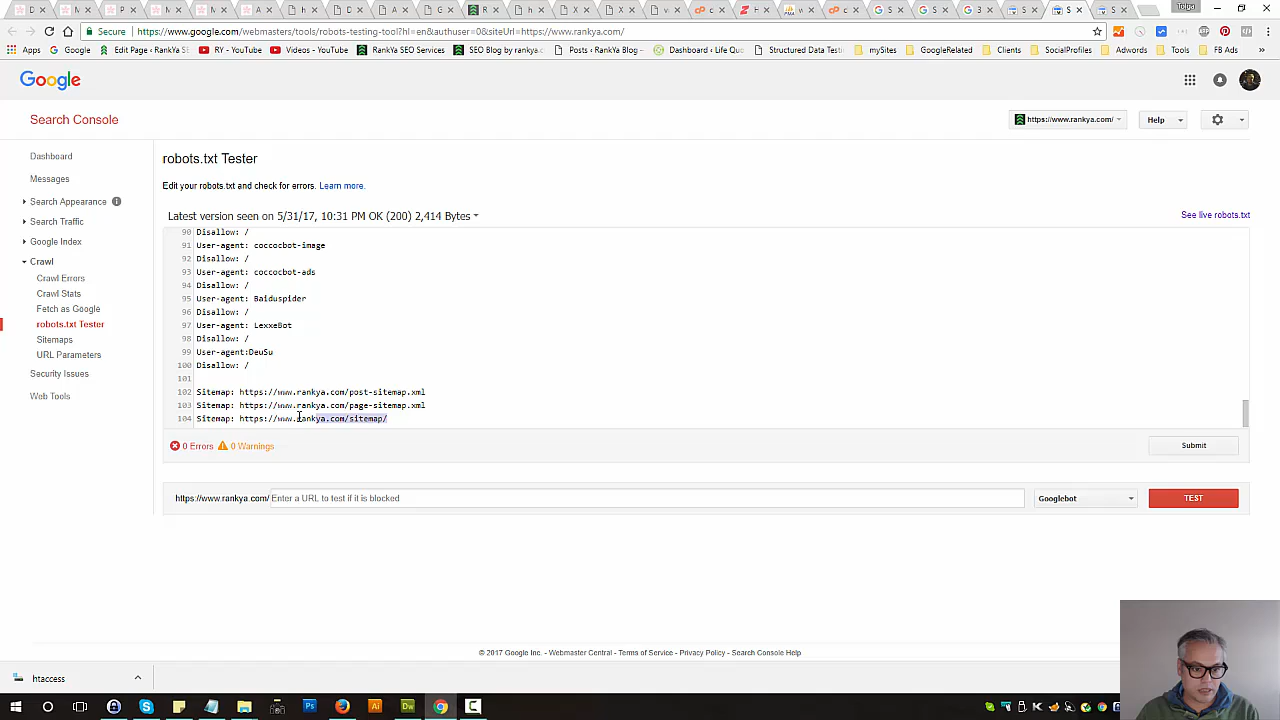 Secure
https://www.google.com/webmasters/tools/robots-testing-tool?hl=en&authuser=0&siteUrl=https://www.rankya.com/
Apps Google Edit Page ‹ RankYa S RY - YouTube Videos - YouTube RankYa SEO Service SEO Blog by rankya.c Posts ‹ RankYa Blog Dashboard ‹ Life Que Structured Data Testi mySites GoogleRelated Clients SocialProfiles Adwords Tools FB Ads
Google
Search Console
https://www.rankya.com/
Help
Dashboard
Messages
Search Appearance
Search Traffic
Google Index
Crawl
Crawl Errors
Crawl Stats
Fetch as Google
robots.txt Tester
Sitemaps
URL Parameters
Security Issues
Web Tools
robots.txt Tester
Edit your robots.txt and check for errors. Learn more.
Latest version seen on 5/31/17, 10:31 PM OK (200) 2,414 Bytes
See live robots.txt
90 Disallow: /
91 User-agent: coccocbot-image
92 Disallow: /
93 User-agent: coccocbot-ads
94 Disallow: /
95 User-agent: Baiduspider
96 Disallow: /
97 User-agent: LexxeBot
98 Disallow: /
99 User-agent:DeuSu
100 Disallow: /
101
102 Sitemap: https://www.rankya.com/post-sitemap.xml
103 Sitemap: https://www.rankya.com/page-sitemap.xml
104 Sitemap: https://www.rankya.com/sitemap/
0 Errors 0 Warnings
Submit
https://www.rankya.com/ Enter a URL to test if it is blocked
Googlebot
TEST
© 2017 Google Inc. - Webmaster Central - Terms of Service - Privacy Policy - Search Console Help
htaccess